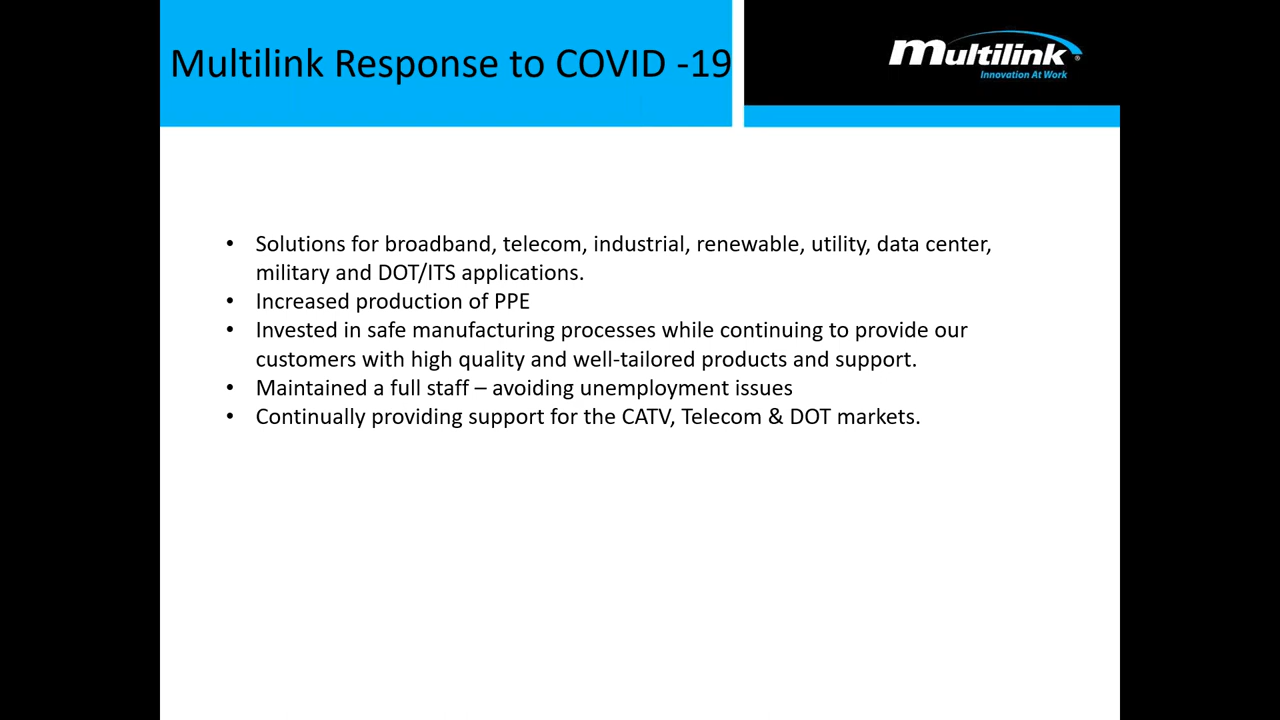 Multilink Response to COVID -19
Multilink®
Innovation At Work
• Solutions for broadband, telecom, industrial, renewable, utility, data center,
military and DOT/ITS applications.
• Increased production of PPE
• Invested in safe manufacturing processes while continuing to provide our
customers with high quality and well-tailored products and support.
• Maintained a full staff – avoiding unemployment issues
• Continually providing support for the CATV, Telecom & DOT markets.